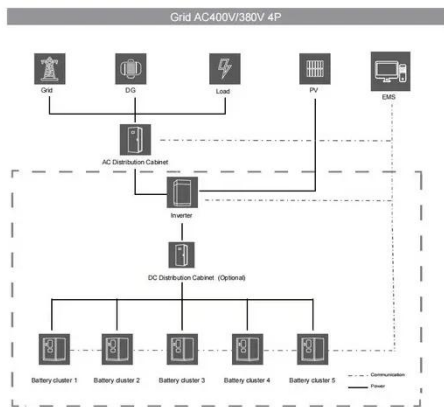 Grid AC400V/380V 4P
Grid
DG
Load
PV
EMS
AC Distribution Cabinet
Inverter
DC Distribution Cabinet (Optional)
Battery cluster 1
Battery cluster 2
Battery cluster 3
Battery cluster 4
Battery cluster 5
Communication
Power